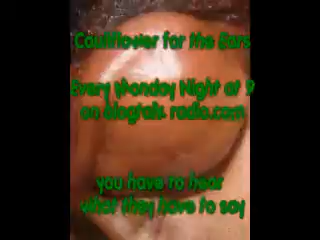 Cauliflower for the Ears
Every Monday Night at 9
on blogtalk radio.com
you have to hear
what they have to say